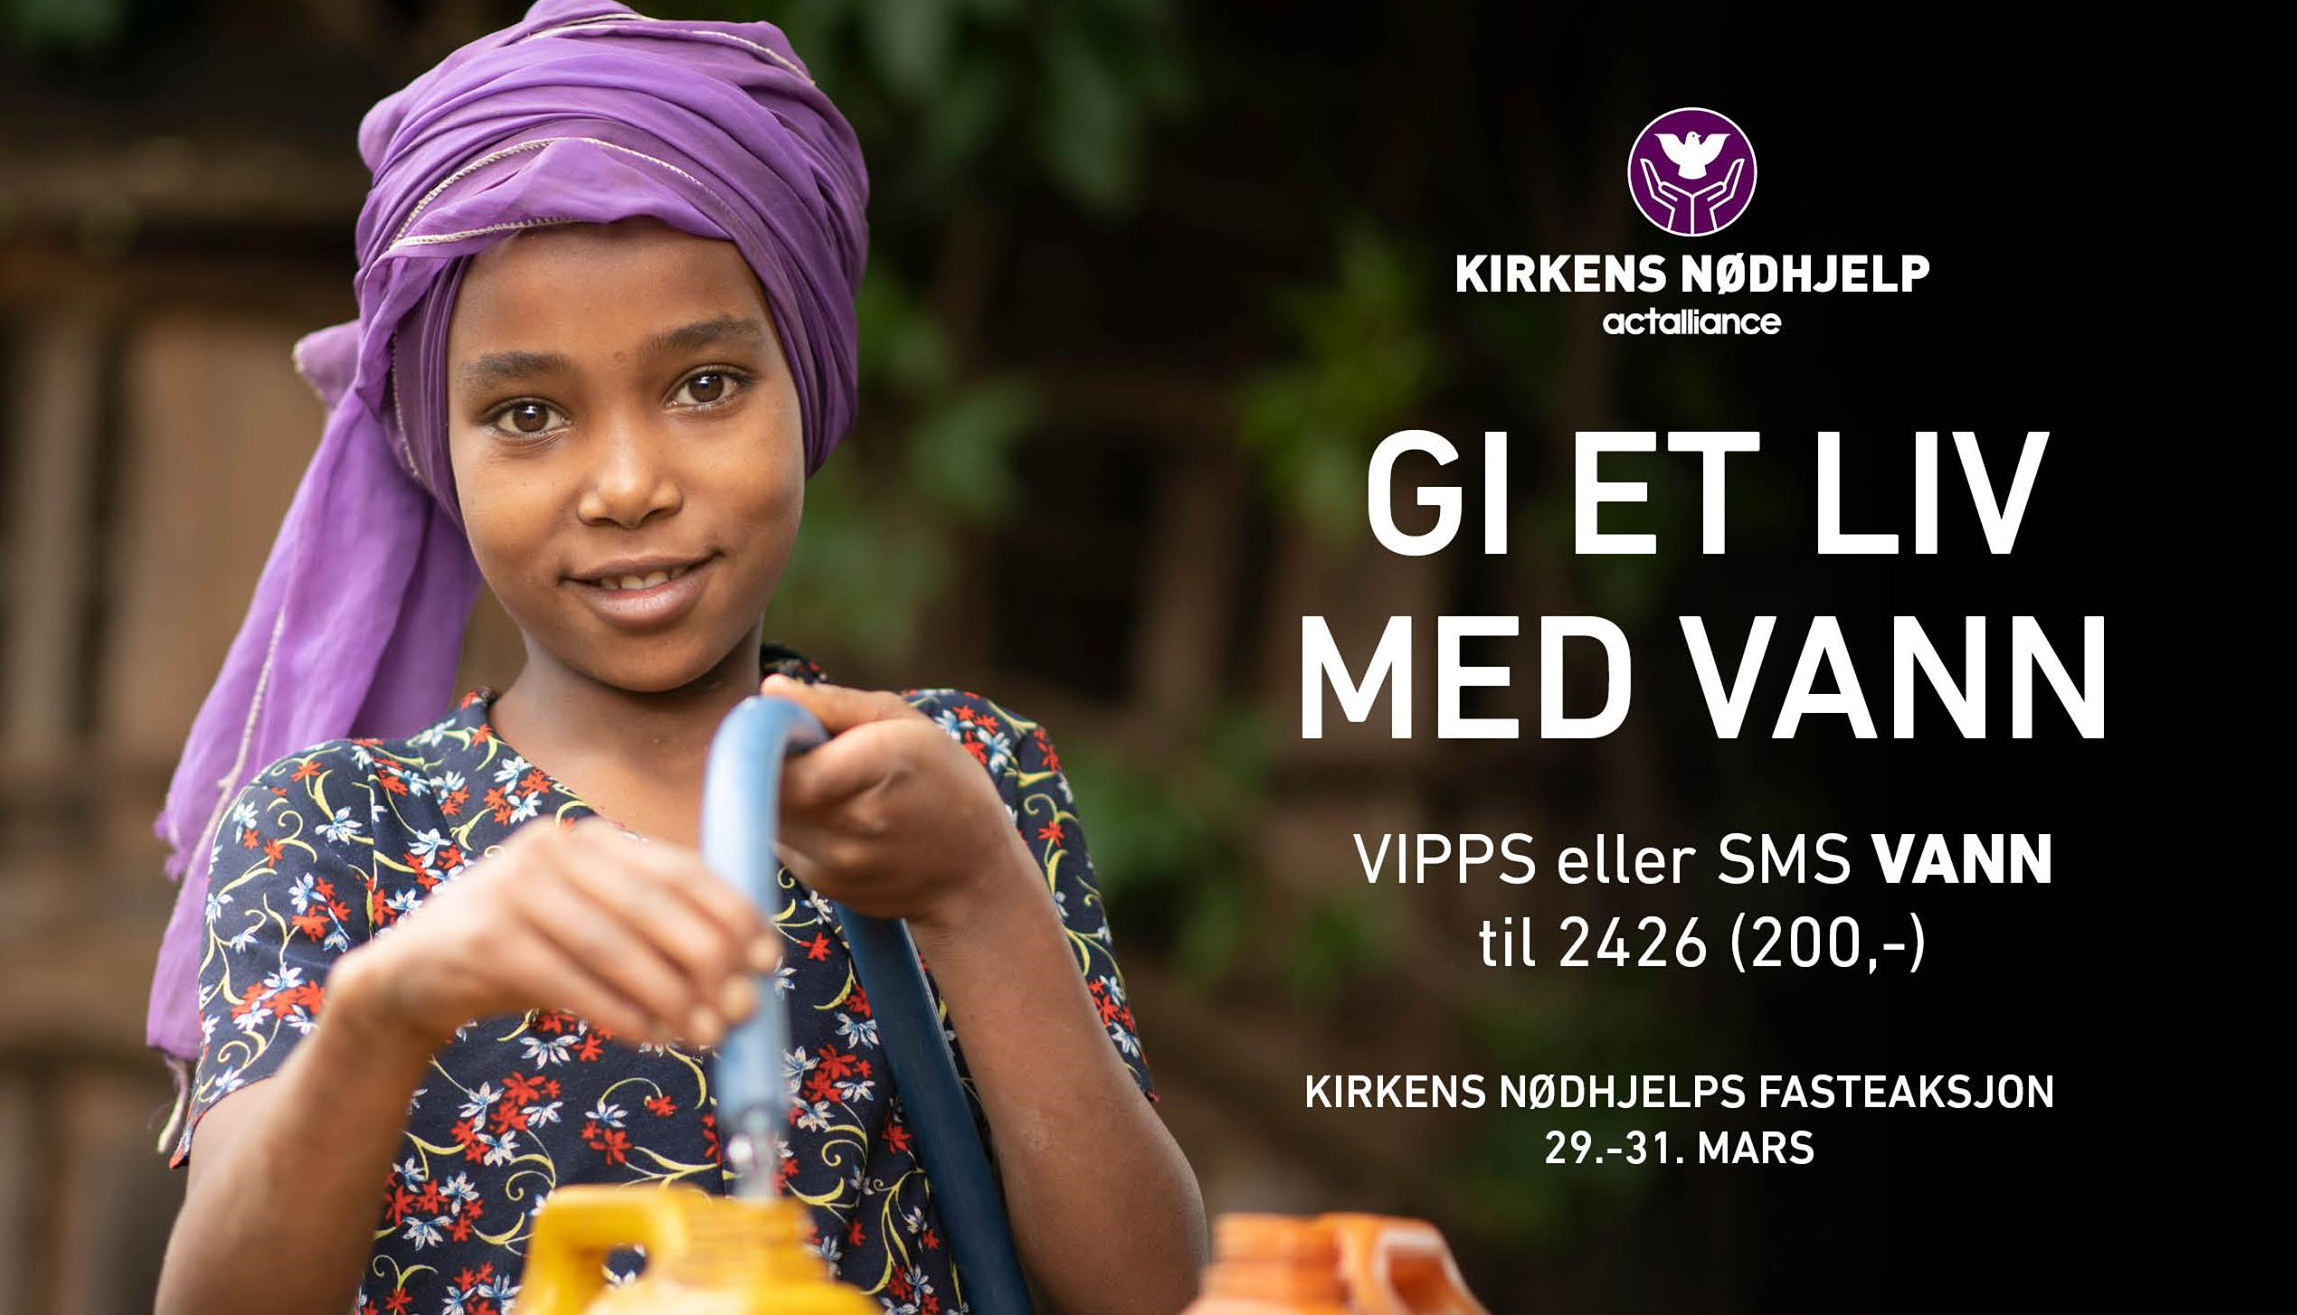 KIRKENS NØDHJELP
actalliance
GI ET LIV
MED VANN
VIPPS eller SMS VANN
til 2426 (200,-)
KIRKENS NØDHJELPS FASTEAKSJON
29.-31. MARS